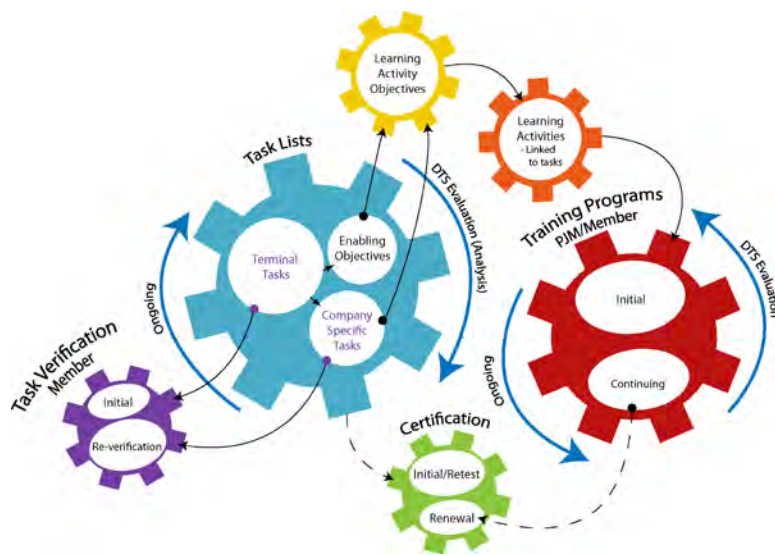 Learning
Activity
Objectives
Learning
Activities
- Linked
to tasks
Task Lists
DTS Evaluation (Analysis)
Training Programs
PJM/Member
DTS Evaluation
Enabling
Objectives
Terminal
Tasks
Company
Specific
Tasks
Ongoing
Initial
Continuing
Ongoing
Task Verification
Member
Initial
Re-verification
Certification
Initial/Retest
Renewal